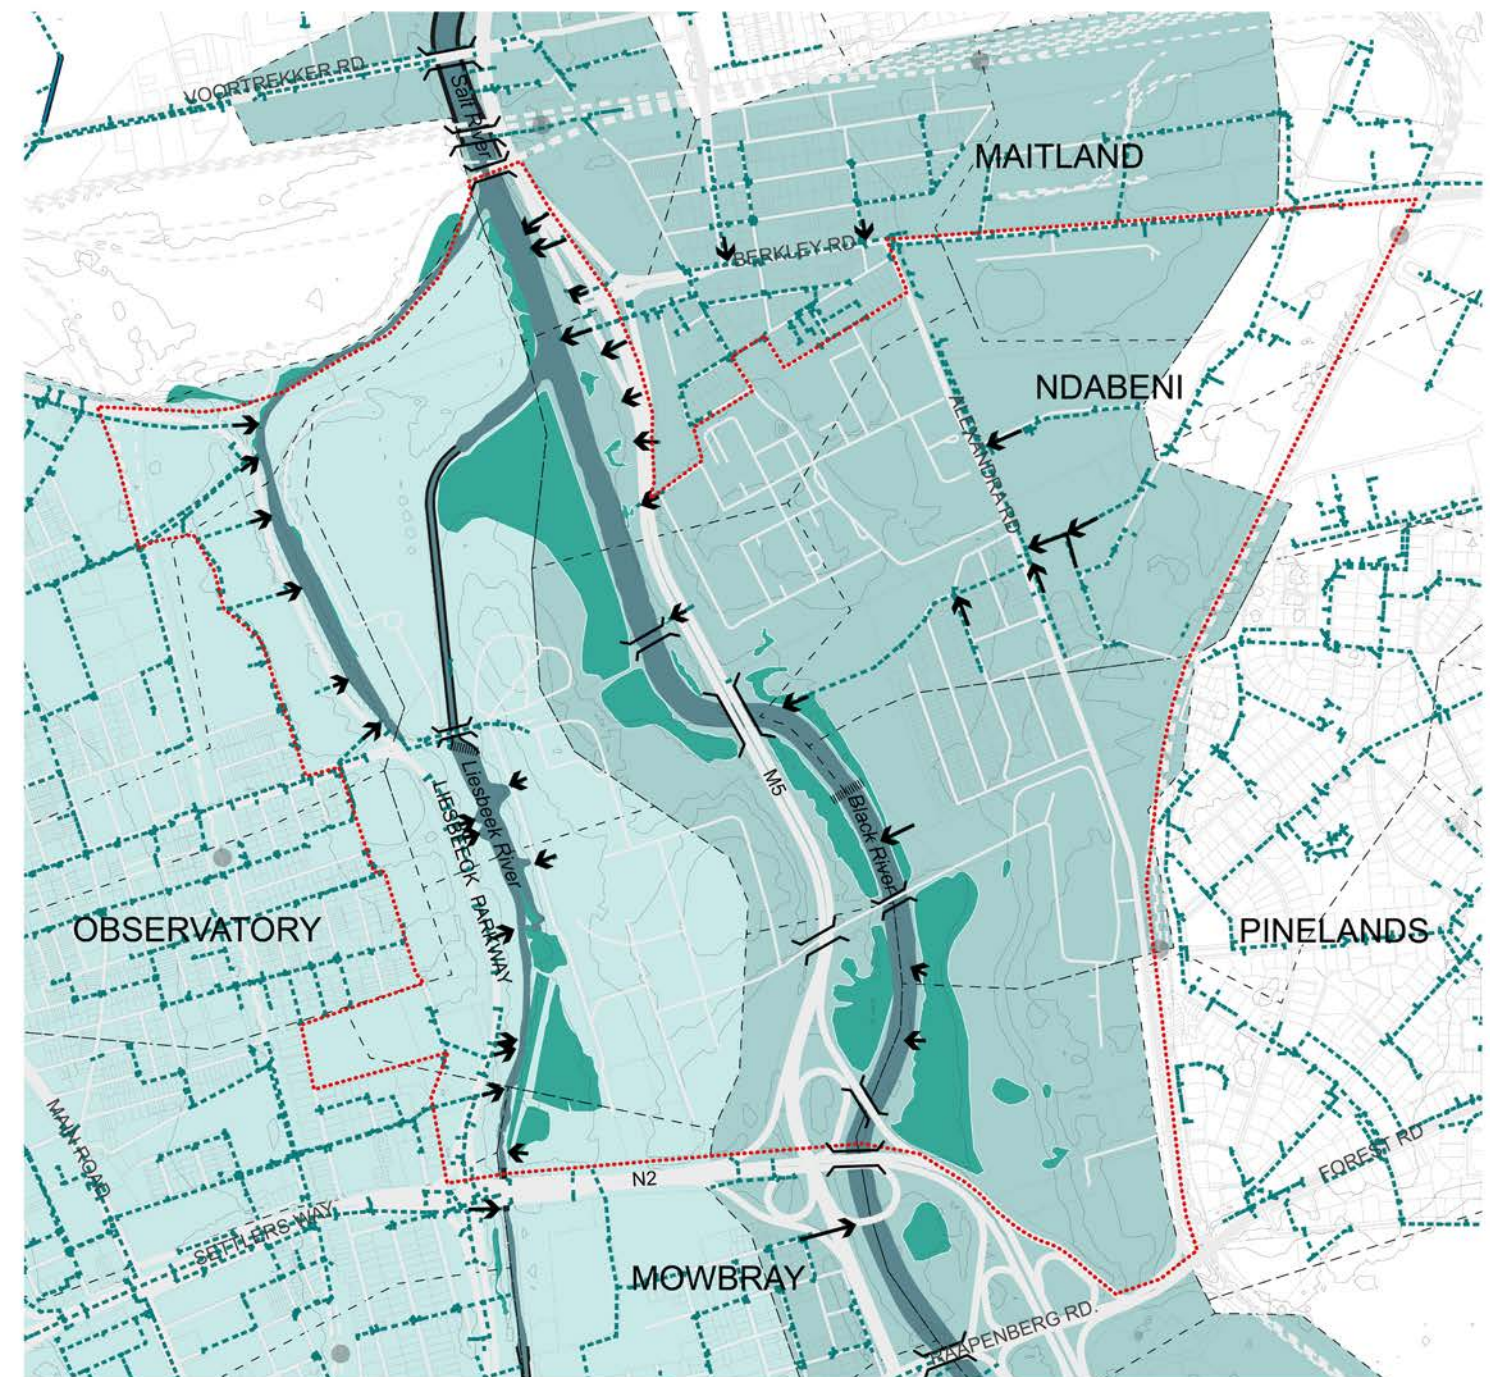 VOORTREKKER RD
Salt River
MAITLAND
BERKLEY RD
NDABENI
ALEXANDRA RD
M5
Black River
Liesbeek River
LIESBEECK PARKWAY
OBSERVATORY
PINELANDS
MAIN ROAD
FOREST RD
N2
SETTLERS WAY
MOWBRAY
RAAPENBERG RD.